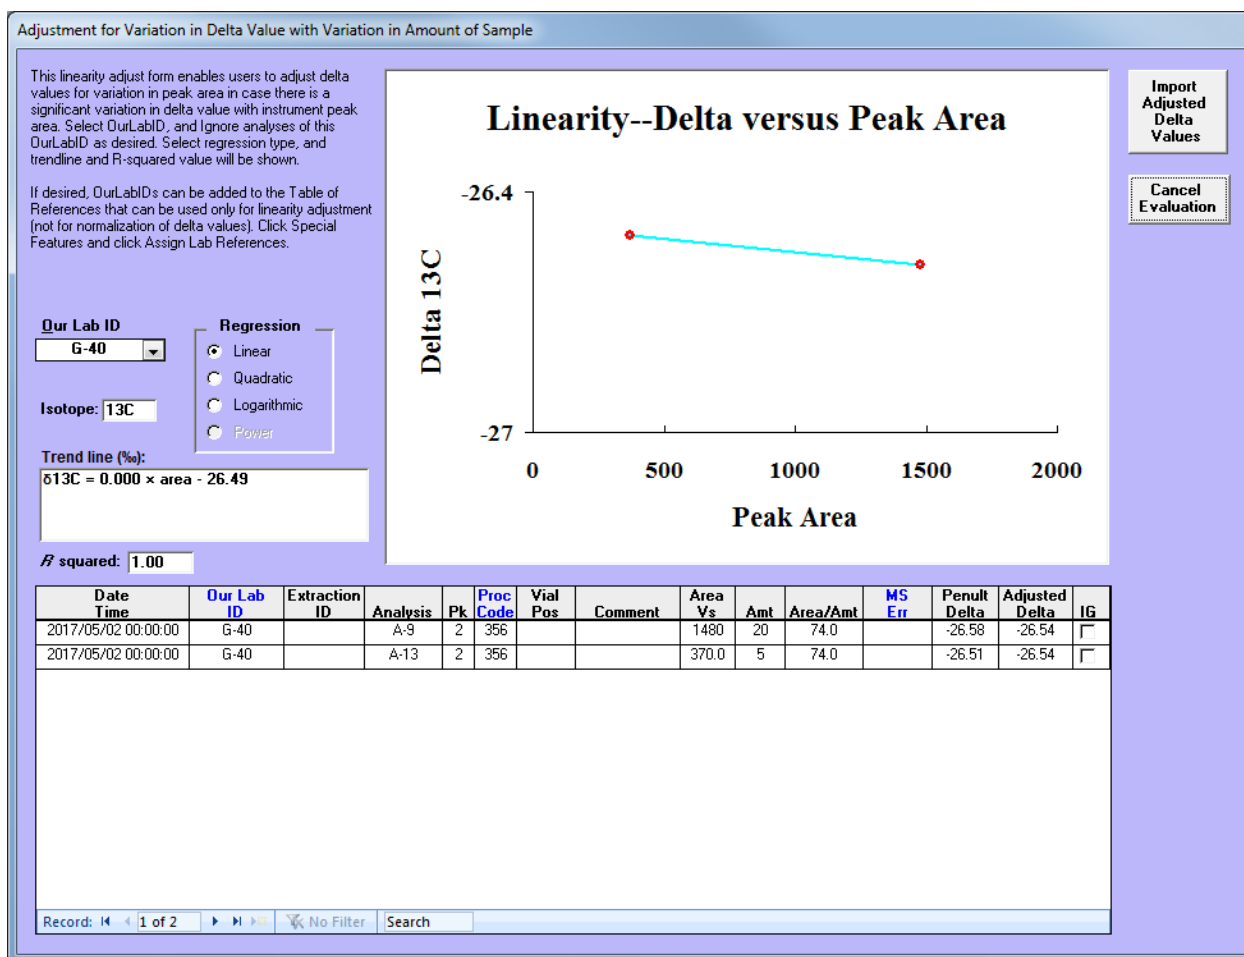 Adjustment for Variation in Delta Value with Variation in Amount of Sample
This linearity adjust form enables users to adjust delta
values for variation in peak area in case there is a
significant variation in delta value with instrument peak
area. Select OurLabID, and Ignore analyses of this
OurLabID as desired. Select regression type, and
trendline and R-squared value will be shown.
If desired, OurLabIDs can be added to the Table of
References that can be used only for linearity adjustment
(not for normalization of delta values). Click Special
Features and click Assign Lab References.
Our Lab ID
G-40
Isotope: 13C
Regression
Linear
Quadratic
Logarithmic
Power
Trend line (‰):
δ13C = 0.000 × area - 26.49
R squared: 1.00
Linearity--Delta versus Peak Area
Delta 13C
-26.4
-27
0 500 1000 1500 2000
Peak Area
Import
Adjusted
Delta
Values
Cancel
Evaluation
Date Our Lab Extraction Proc Vial Area MS Penult Adjusted
Time ID ID Analysis Pk Code Pos Comment Vs Amt Area/Amt Err Delta Delta IG
2017/05/02 00:00:00 G-40 A-9 2 356 1480 20 74.0 -26.58 -26.54
2017/05/02 00:00:00 G-40 A-13 2 356 370.0 5 74.0 -26.51 -26.54
Record: 1 of 2 No Filter Search